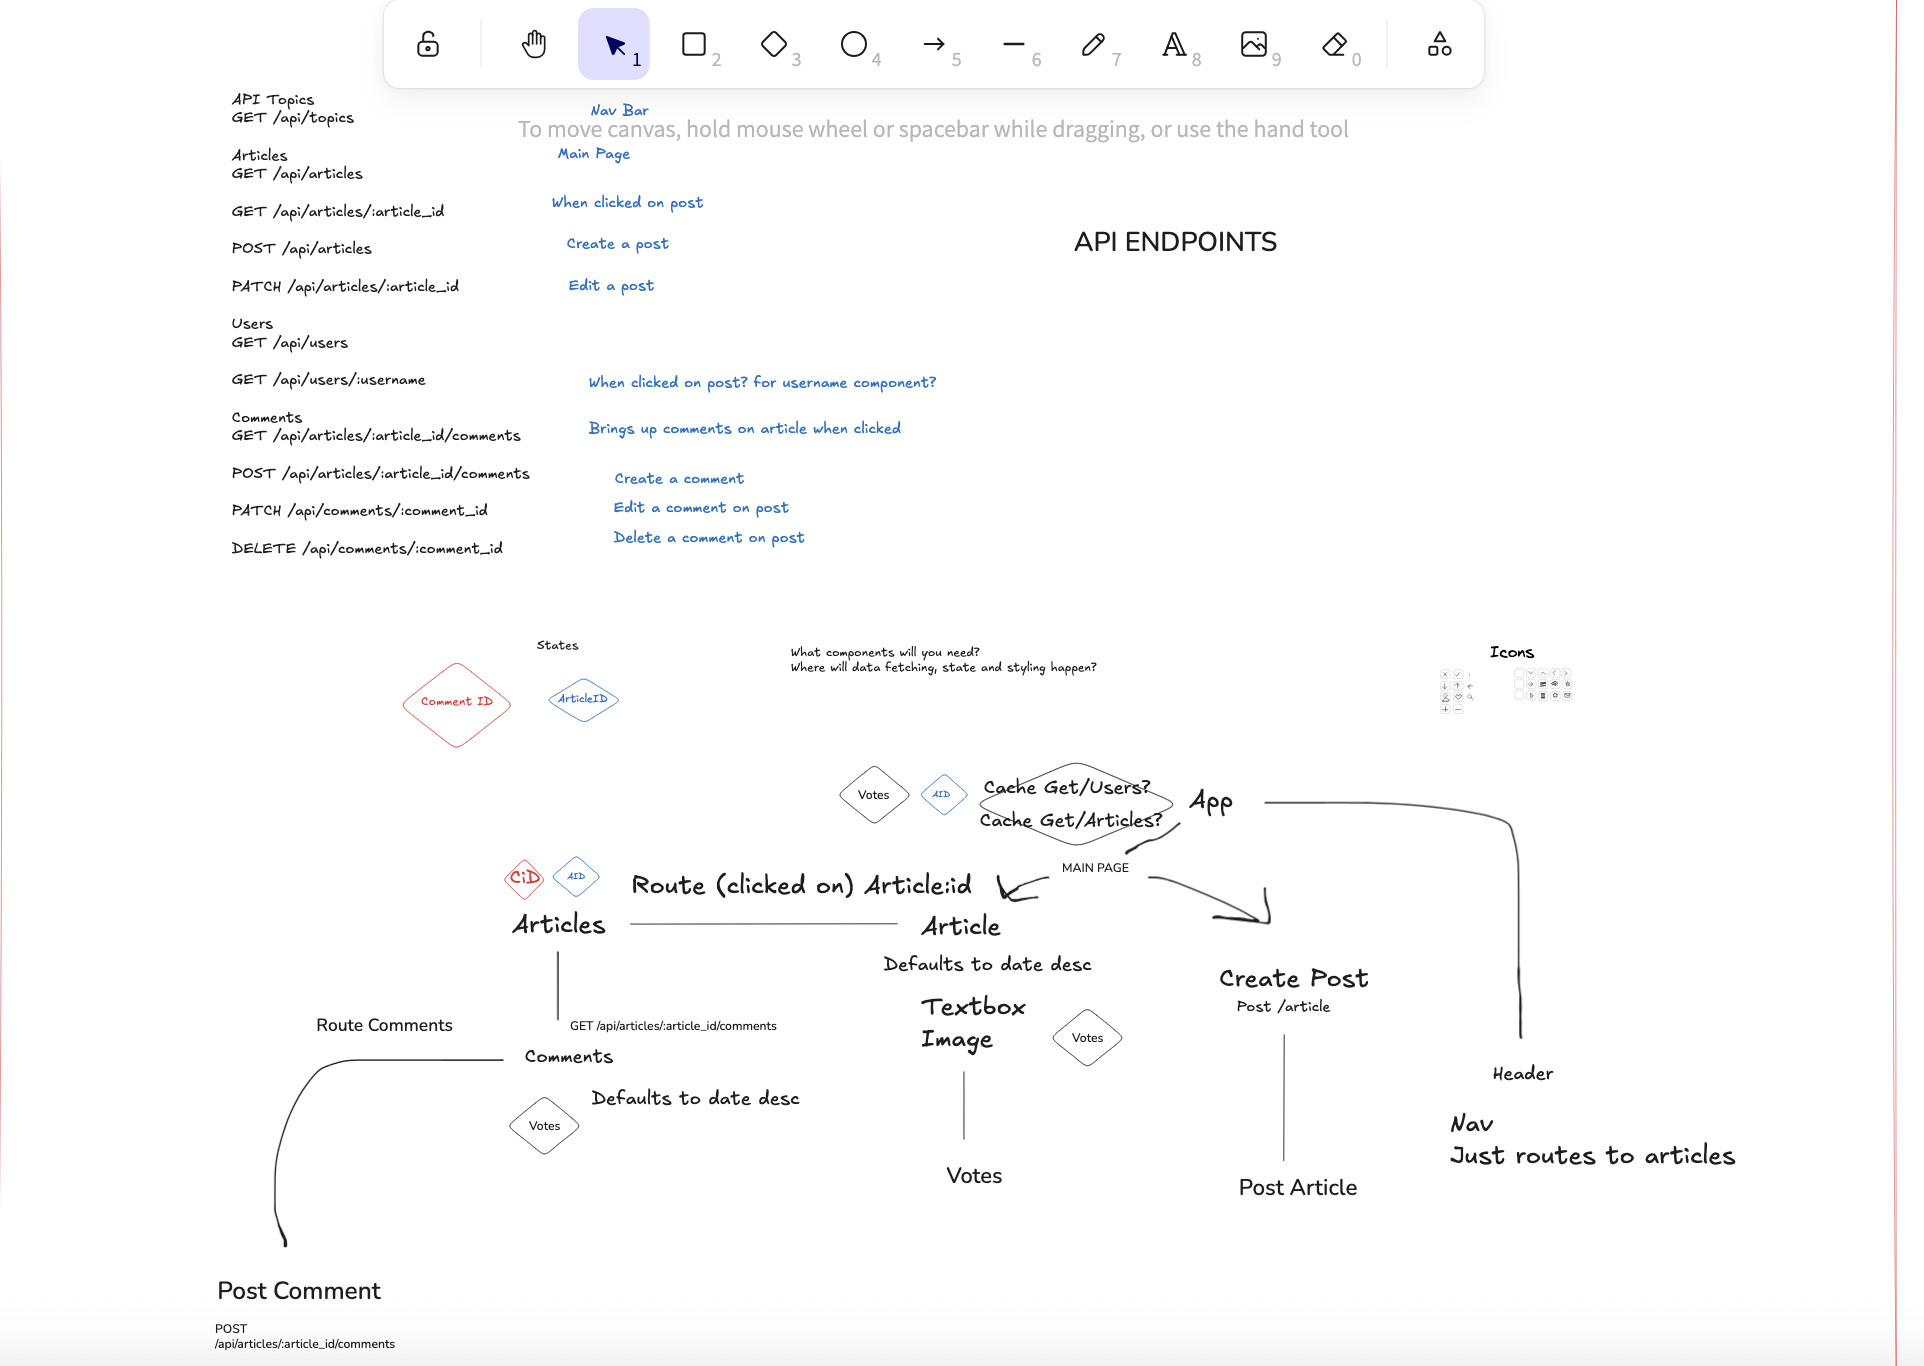 1
2
3
4
5
6
7
8
9
0
To move canvas, hold mouse wheel or spacebar while dragging, or use the hand tool
API Topics
GET /api/topics
Nav Bar
Articles
GET /api/articles
Main Page
GET /api/articles/:article_id
When clicked on post
POST /api/articles
Create a post
API ENDPOINTS
PATCH /api/articles/:article_id
Edit a post
Users
GET /api/users
GET /api/users/:username
When clicked on post? for username component?
Comments
GET /api/articles/:article_id/comments
Brings up comments on article when clicked
POST /api/articles/:article_id/comments
Create a comment
PATCH /api/comments/:comment_id
Edit a comment on post
DELETE /api/comments/:comment_id
Delete a comment on post
States
Comment ID
ArticleID
What components will you need?
Where will data fetching, state and styling happen?
Icons
Votes
AID
Cache Get/Users?
Cache Get/Articles?
App
MAIN PAGE
CiD
AID
Route (clicked on) Article:id
Articles
Article
Defaults to date desc
Textbox
Image
Votes
Create Post
Post /article
Route Comments
GET /api/articles/:article_id/comments
Comments
Defaults to date desc
Votes
Votes
Post Article
Header
Nav
Just routes to articles
Post Comment
POST
/api/articles/:article_id/comments